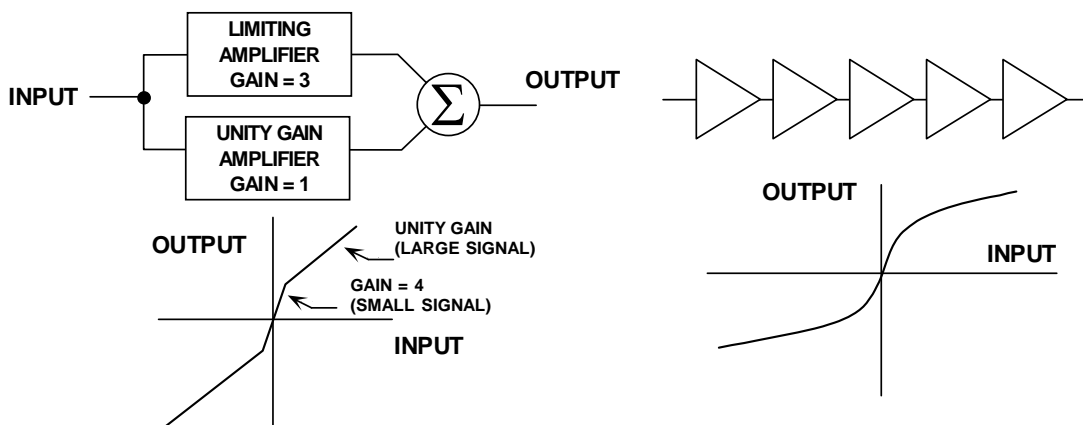 LIMITING
AMPLIFIER
GAIN = 3
INPUT
OUTPUT
Σ
UNITY GAIN
AMPLIFIER
GAIN = 1
OUTPUT
UNITY GAIN
(LARGE SIGNAL)
GAIN = 4
(SMALL SIGNAL)
INPUT
OUTPUT
INPUT